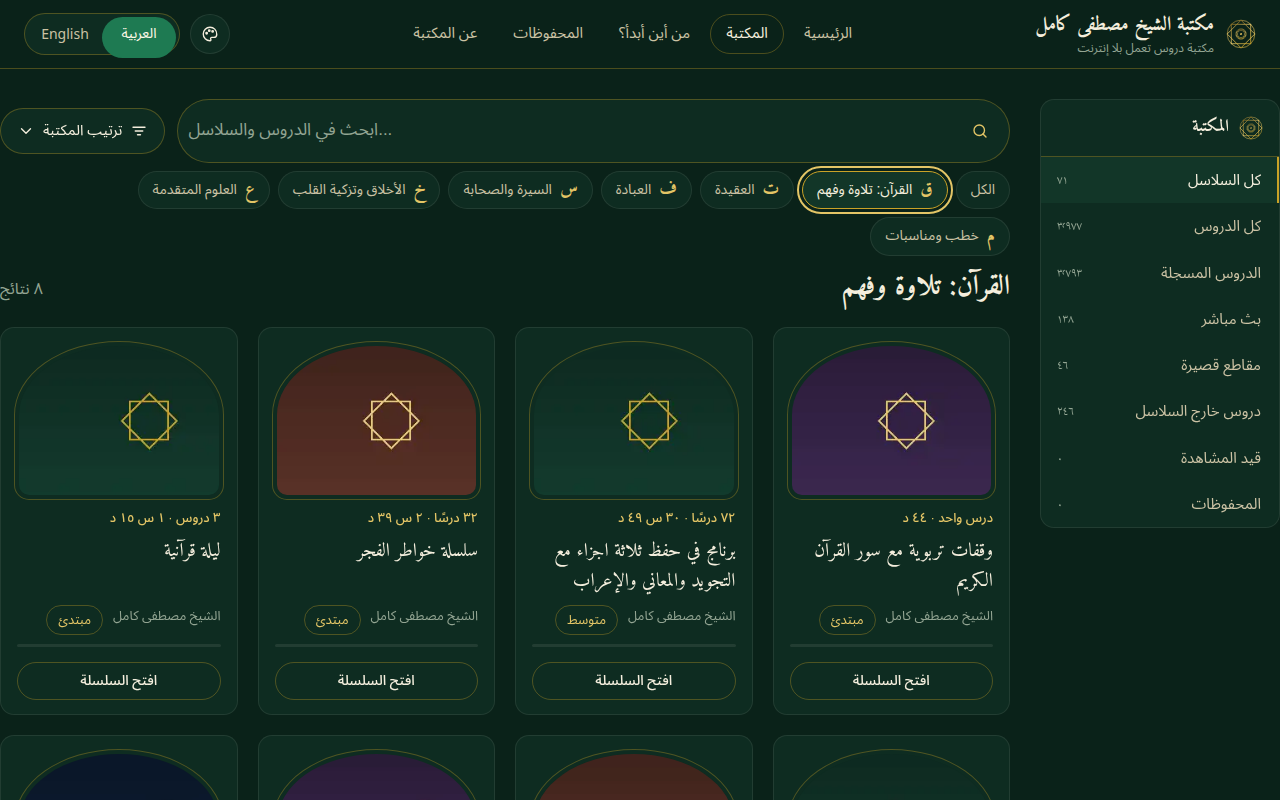 مكتبة الشيخ مصطفى كامل
مكتبة دروس تعمل بلا إنترنت
الرئيسية
المكتبة
من أين أبدأ؟
المحفوظات
عن المكتبة
العربية
English
المكتبة
كل السلاسل ٧١
كل الدروس ٣٬٩٧٧
الدروس المسجلة ٣٬٧٩٣
بث مباشر ١٣٨
مقاطع قصيرة ٤٦
دروس خارج السلاسل ٢٤٦
قيد المشاهدة ٠
المحفوظات ٠
ابحث في الدروس والسلاسل...
ترتيب المكتبة
الكل
ق القرآن: تلاوة وفهم
ت العقيدة
ف العبادة
س السيرة والصحابة
خ الأخلاق وتزكية القلب
ع العلوم المتقدمة
م خطب ومناسبات
القرآن: تلاوة وفهم
٨ نتائج
درس واحد · ٤٤ د
وقفات تربوية مع سور القرآن
الكريم
الشيخ مصطفى كامل
مبتدئ
افتح السلسلة
٧٢ درسًا · ٣٠ س ٤٩ د
برنامج في حفظ ثلاثة اجزاء مع
التجويد والمعاني والإعراب
الشيخ مصطفى كامل
متوسط
افتح السلسلة
٣٢ درسًا · ٢ س ٣٩ د
سلسلة خواطر الفجر
الشيخ مصطفى كامل
مبتدئ
افتح السلسلة
٣ دروس · ١ س ١٥ د
ليلة قرآنية
الشيخ مصطفى كامل
مبتدئ
افتح السلسلة